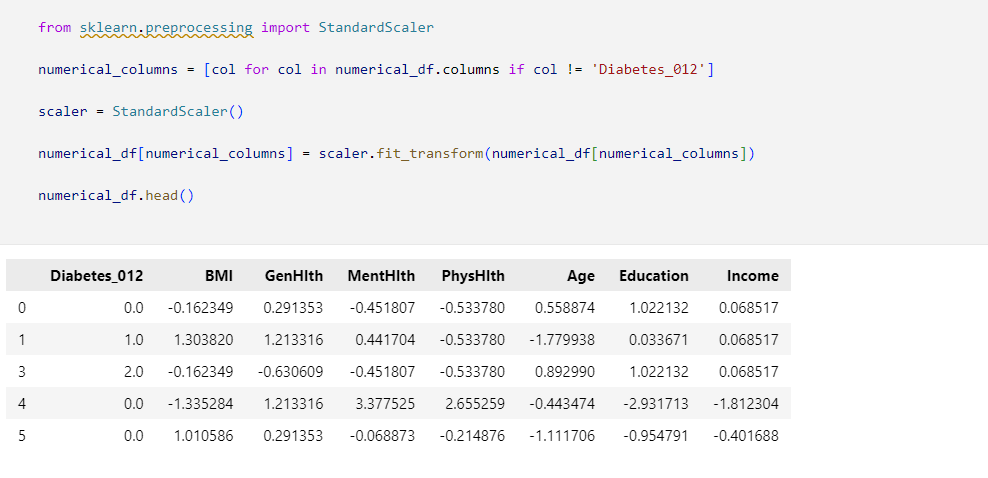 from sklearn.preprocessing import StandardScaler
numerical_columns = [col for col in numerical_df.columns if col != 'Diabetes_012']
scaler = StandardScaler()
numerical_df[numerical_columns] = scaler.fit_transform(numerical_df[numerical_columns])
numerical_df.head()
Diabetes_012 BMI GenHlth MentHlth PhysHlth Age Education Income
0 0.0 -0.162349 0.291353 -0.451807 -0.533780 0.558874 1.022132 0.068517
1 1.0 1.303820 1.213316 0.441704 -0.533780 -1.779938 0.033671 0.068517
3 2.0 -0.162349 -0.630609 -0.451807 -0.533780 0.892990 1.022132 0.068517
4 0.0 -1.335284 1.213316 3.377525 2.655259 -0.443474 -2.931713 -1.812304
5 0.0 1.010586 0.291353 -0.068873 -0.214876 -1.111706 -0.954791 -0.401688